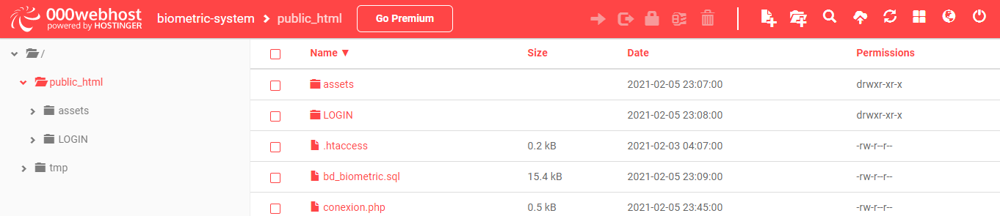 000webhost
powered by HOSTINGER
biometric-system > public_html
Go Premium
/
public_html
assets
LOGIN
tmp
Name ▼ Size Date Permissions
assets 2021-02-05 23:07:00 drwxr-xr-x
LOGIN 2021-02-05 23:08:00 drwxr-xr-x
.htaccess 0.2 kB 2021-02-03 04:07:00 -rw-r--r--
bd_biometric.sql 15.4 kB 2021-02-05 23:09:00 -rw-r--r--
conexion.php 0.5 kB 2021-02-05 23:45:00 -rw-r--r--